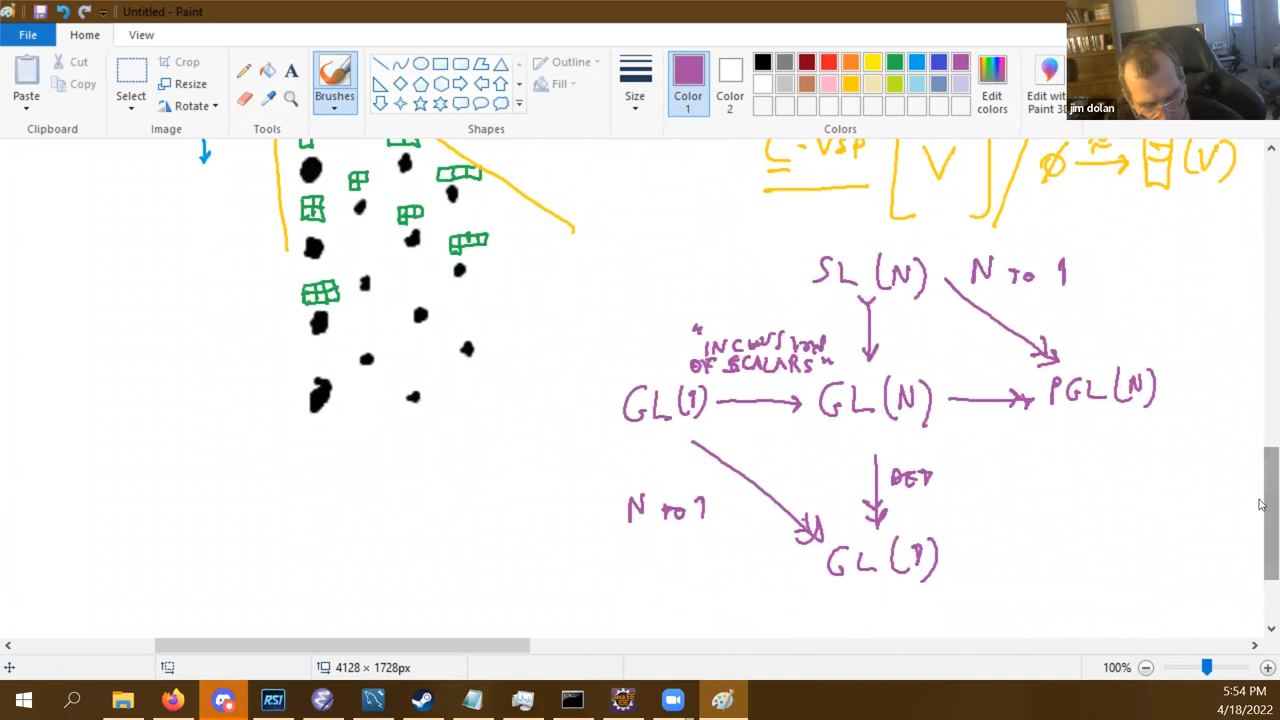 Untitled - Paint
File
Home
View
Paste
Cut
Copy
Clipboard
Select
Crop
Resize
Rotate
Image
A
Tools
Brushes
Outline
Fill
Shapes
Size
Color
1
Color
2
Edit
colors
Colors
Edit with
Paint 3D
jim dolan
(V)
V
SL(N)
N TO 1
"INCLUSION
OF SCALARS"
GL(1)
GL(N)
PGL(N)
DET
N TO 1
GL(1)
4128 × 1728px
100%
RSI
5:54 PM
4/18/2022